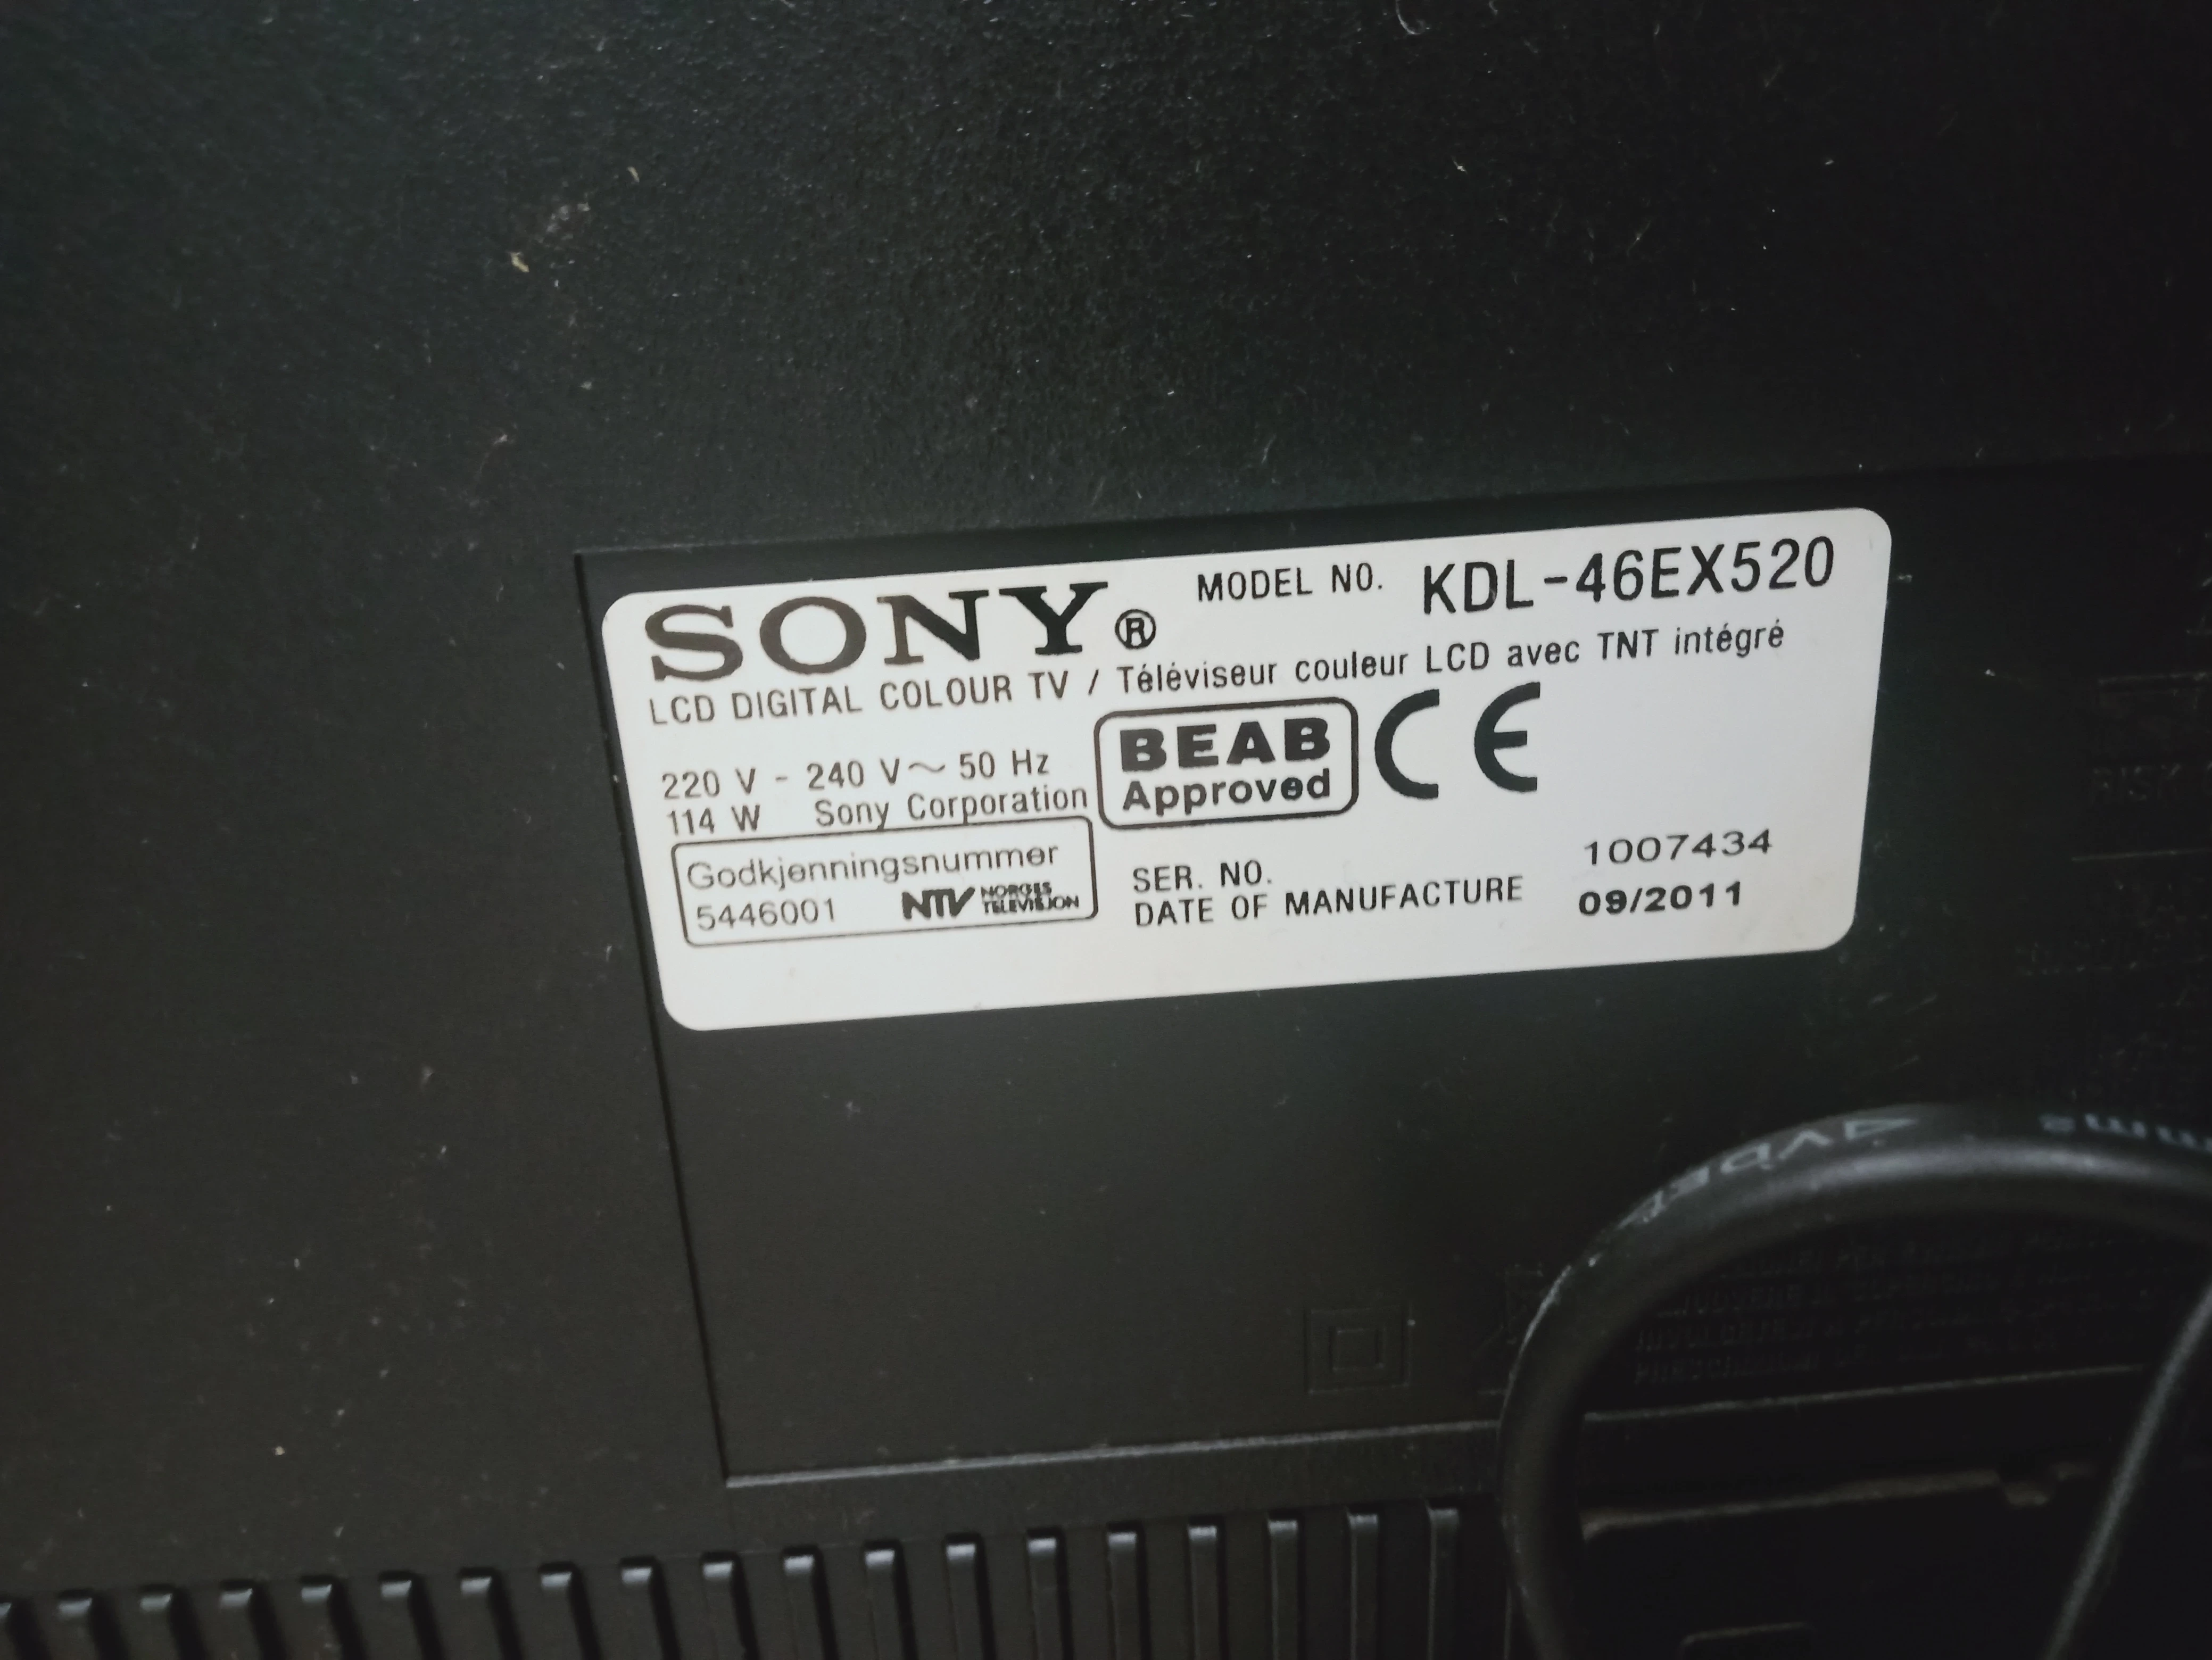 SONY® MODEL NO. KDL-46EX520
LCD DIGITAL COLOUR TV / Téléviseur couleur LCD avec TNT intégré
220 V - 240 V~ 50 Hz
114 W Sony Corporation
BEAB
Approved
CE
Godkjenningsnummer
5446001 NTV NORGES
TELEVISJON
SER. NO. 1007434
DATE OF MANUFACTURE 09/2011